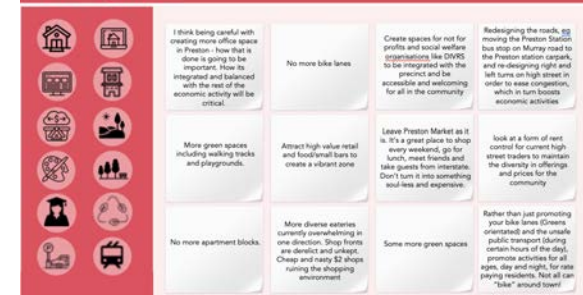 I think being careful with
creating more office space
in Preston - how that is
done is going to be
important. How its
integrated and balanced
with the rest of the
economic activity will be
critical.
No more bike lanes
Create spaces for not for
profits and social welfare
organisations like DIVRS
to be integrated with the
precinct and be
accessible and welcoming
for all in the community
Redesigning the roads, eg
moving the Preston Station
bus stop on Murray road to
the Preston station carpark,
and re-designing right and
left turns on high street in
order to ease congestion,
which in turn boosts
economic activities
More green spaces
including walking tracks
and playgrounds.
Attract high value retail
and food/small bars to
create a vibrant zone
Leave Preston Market as it
is. It's a great place to shop
every weekend, go for
lunch, meet friends and
take guests from interstate.
Don't turn it into something
soul-less and expensive.
look at a form of rent
control for current high
street traders to maintain
the diversity in offerings
and prices for the
community
No more apartment blocks.
More diverse eateries
currently overwhelming in
one direction. Shop fronts
are derelict and unkept.
Cheap and nasty $2 shops
ruining the shopping
environment
Some more green spaces
Rather than just promoting
your bike lanes (Greens
orientated) and the unsafe
public transport (during
certain hours of the day),
promote activities for all
ages, day and night, for rate
paying residents. Not all can
"bike" around town!